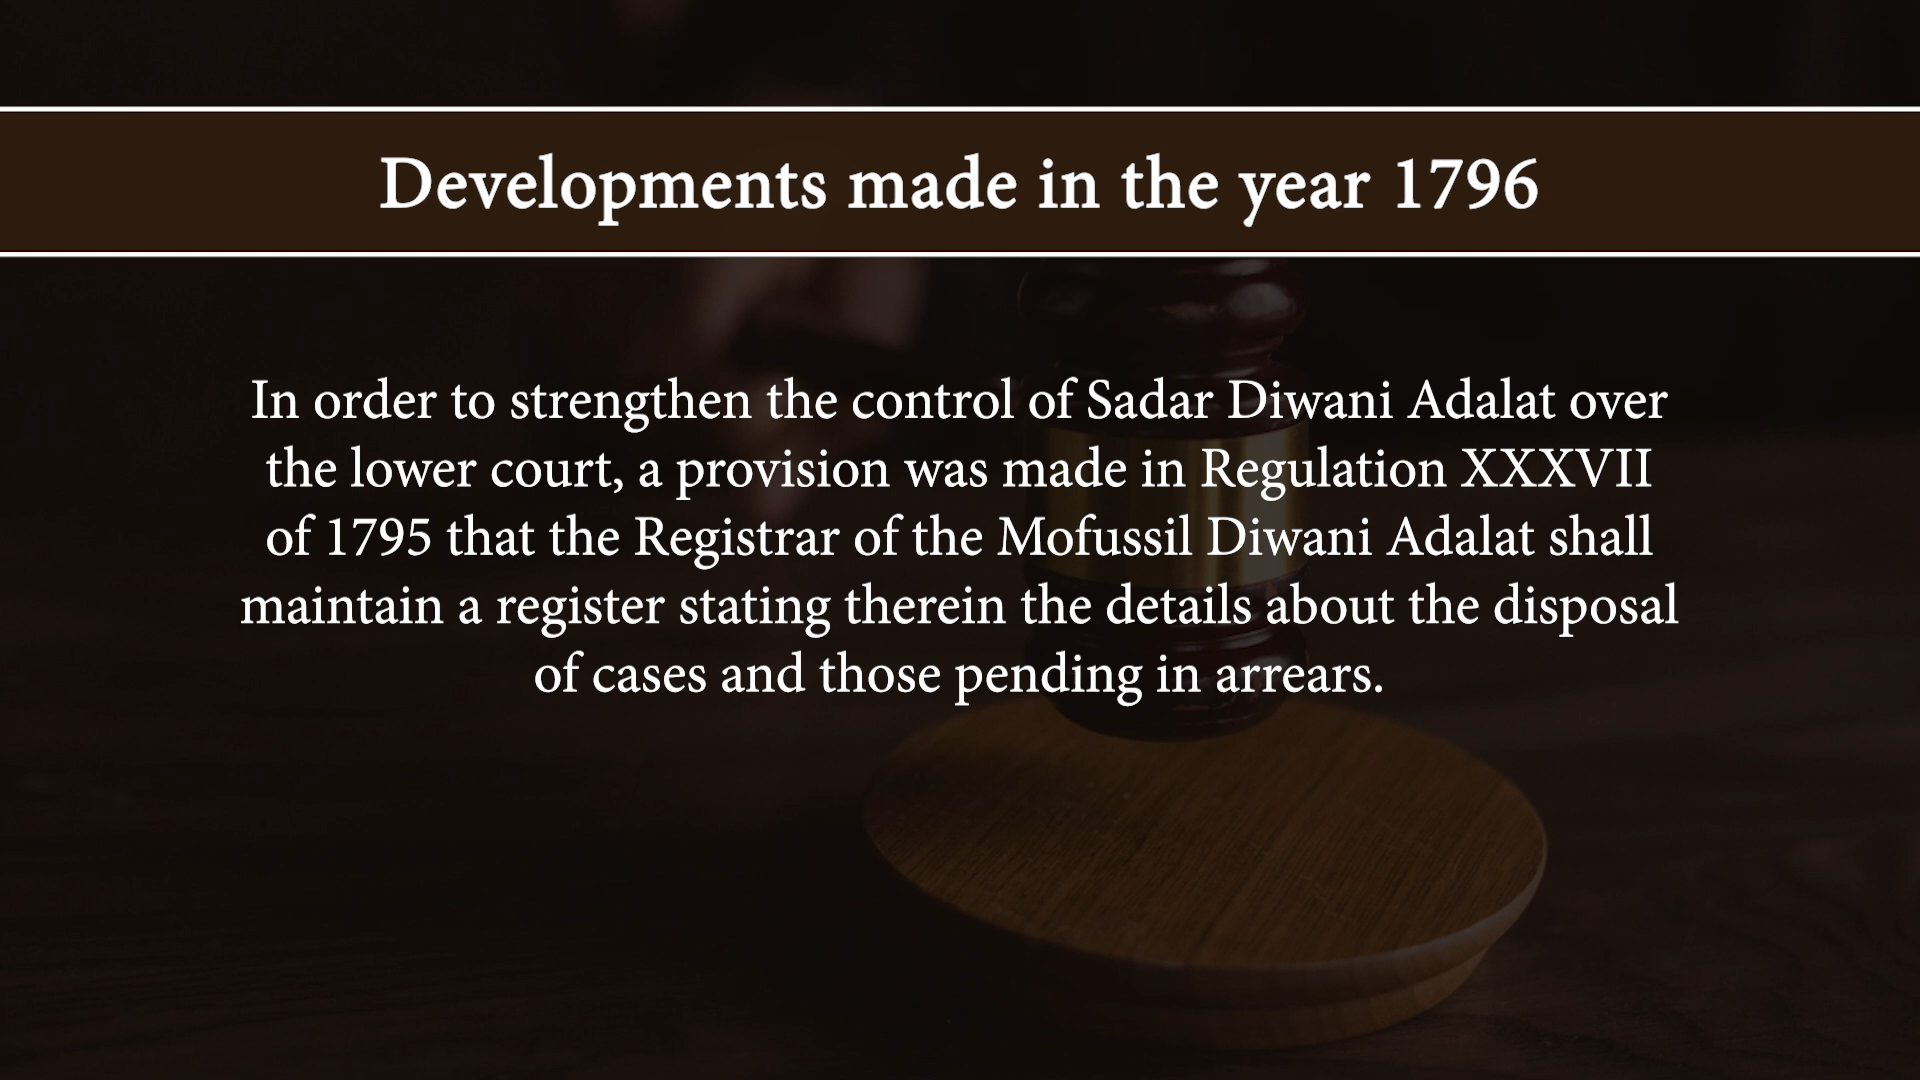 Developments made in the year 1796
In order to strengthen the control of Sadar Diwani Adalat over
the lower court, a provision was made in Regulation XXXVII
of 1795 that the Registrar of the Mofussil Diwani Adalat shall
maintain a register stating therein the details about the disposal
of cases and those pending in arrears.